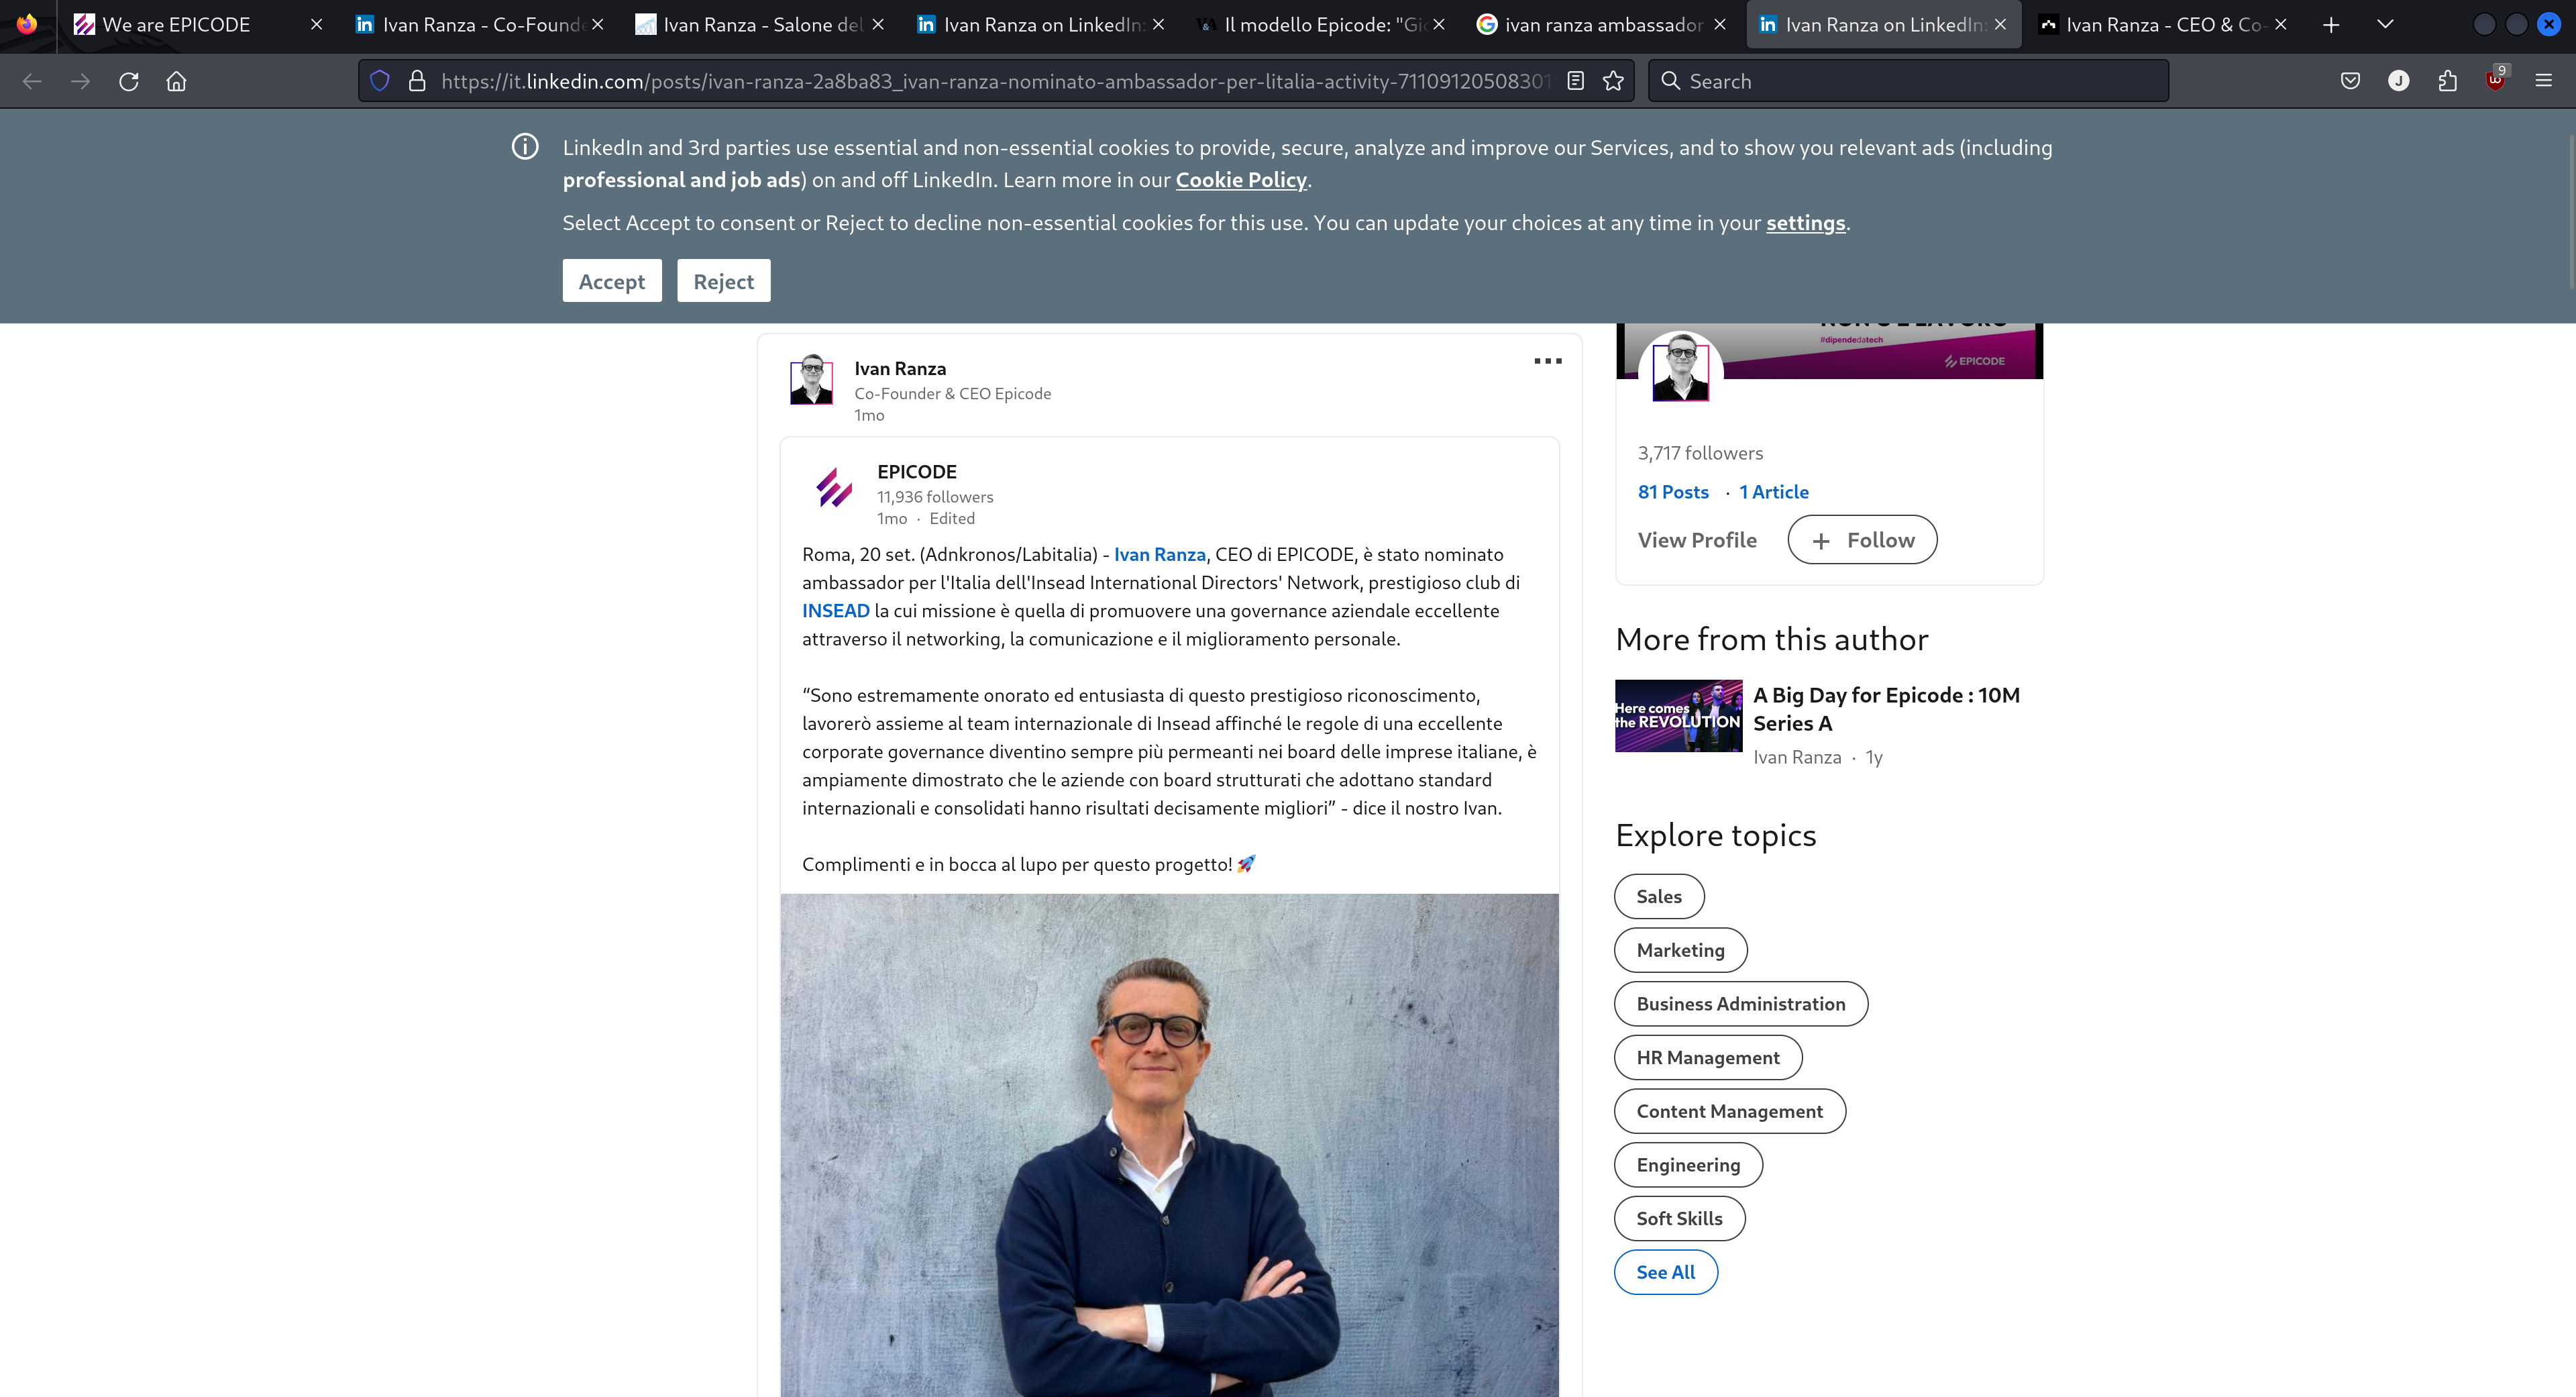 We are EPICODE
Ivan Ranza - Co-Founde
Ivan Ranza - Salone del
Ivan Ranza on LinkedIn:
Il modello Epicode: "Gio
ivan ranza ambassador
Ivan Ranza on LinkedIn:
Ivan Ranza - CEO & Co-
https://it.linkedin.com/posts/ivan-ranza-2a8ba83_ivan-ranza-nominato-ambassador-per-litalia-activity-71109120508301
Search
J
9
LinkedIn and 3rd parties use essential and non-essential cookies to provide, secure, analyze and improve our Services, and to show you relevant ads (including
professional and job ads) on and off LinkedIn. Learn more in our Cookie Policy.
Select Accept to consent or Reject to decline non-essential cookies for this use. You can update your choices at any time in your settings.
Accept
Reject
Ivan Ranza
Co-Founder & CEO Epicode
1mo
EPICODE
11,936 followers
1mo · Edited
Roma, 20 set. (Adnkronos/Labitalia) - Ivan Ranza, CEO di EPICODE, è stato nominato
ambassador per l'Italia dell'Insead International Directors' Network, prestigioso club di
INSEAD la cui missione è quella di promuovere una governance aziendale eccellente
attraverso il networking, la comunicazione e il miglioramento personale.
“Sono estremamente onorato ed entusiasta di questo prestigioso riconoscimento,
lavorerò assieme al team internazionale di Insead affinché le regole di una eccellente
corporate governance diventino sempre più permeanti nei board delle imprese italiane, è
ampiamente dimostrato che le aziende con board strutturati che adottano standard
internazionali e consolidati hanno risultati decisamente migliori” - dice il nostro Ivan.
Complimenti e in bocca al lupo per questo progetto! 🚀
#dipendedatech
EPICODE
3,717 followers
81 Posts · 1 Article
View Profile
+ Follow
More from this author
Here comes
the REVOLUTION
A Big Day for Epicode : 10M
Series A
Ivan Ranza · 1y
Explore topics
Sales
Marketing
Business Administration
HR Management
Content Management
Engineering
Soft Skills
See All